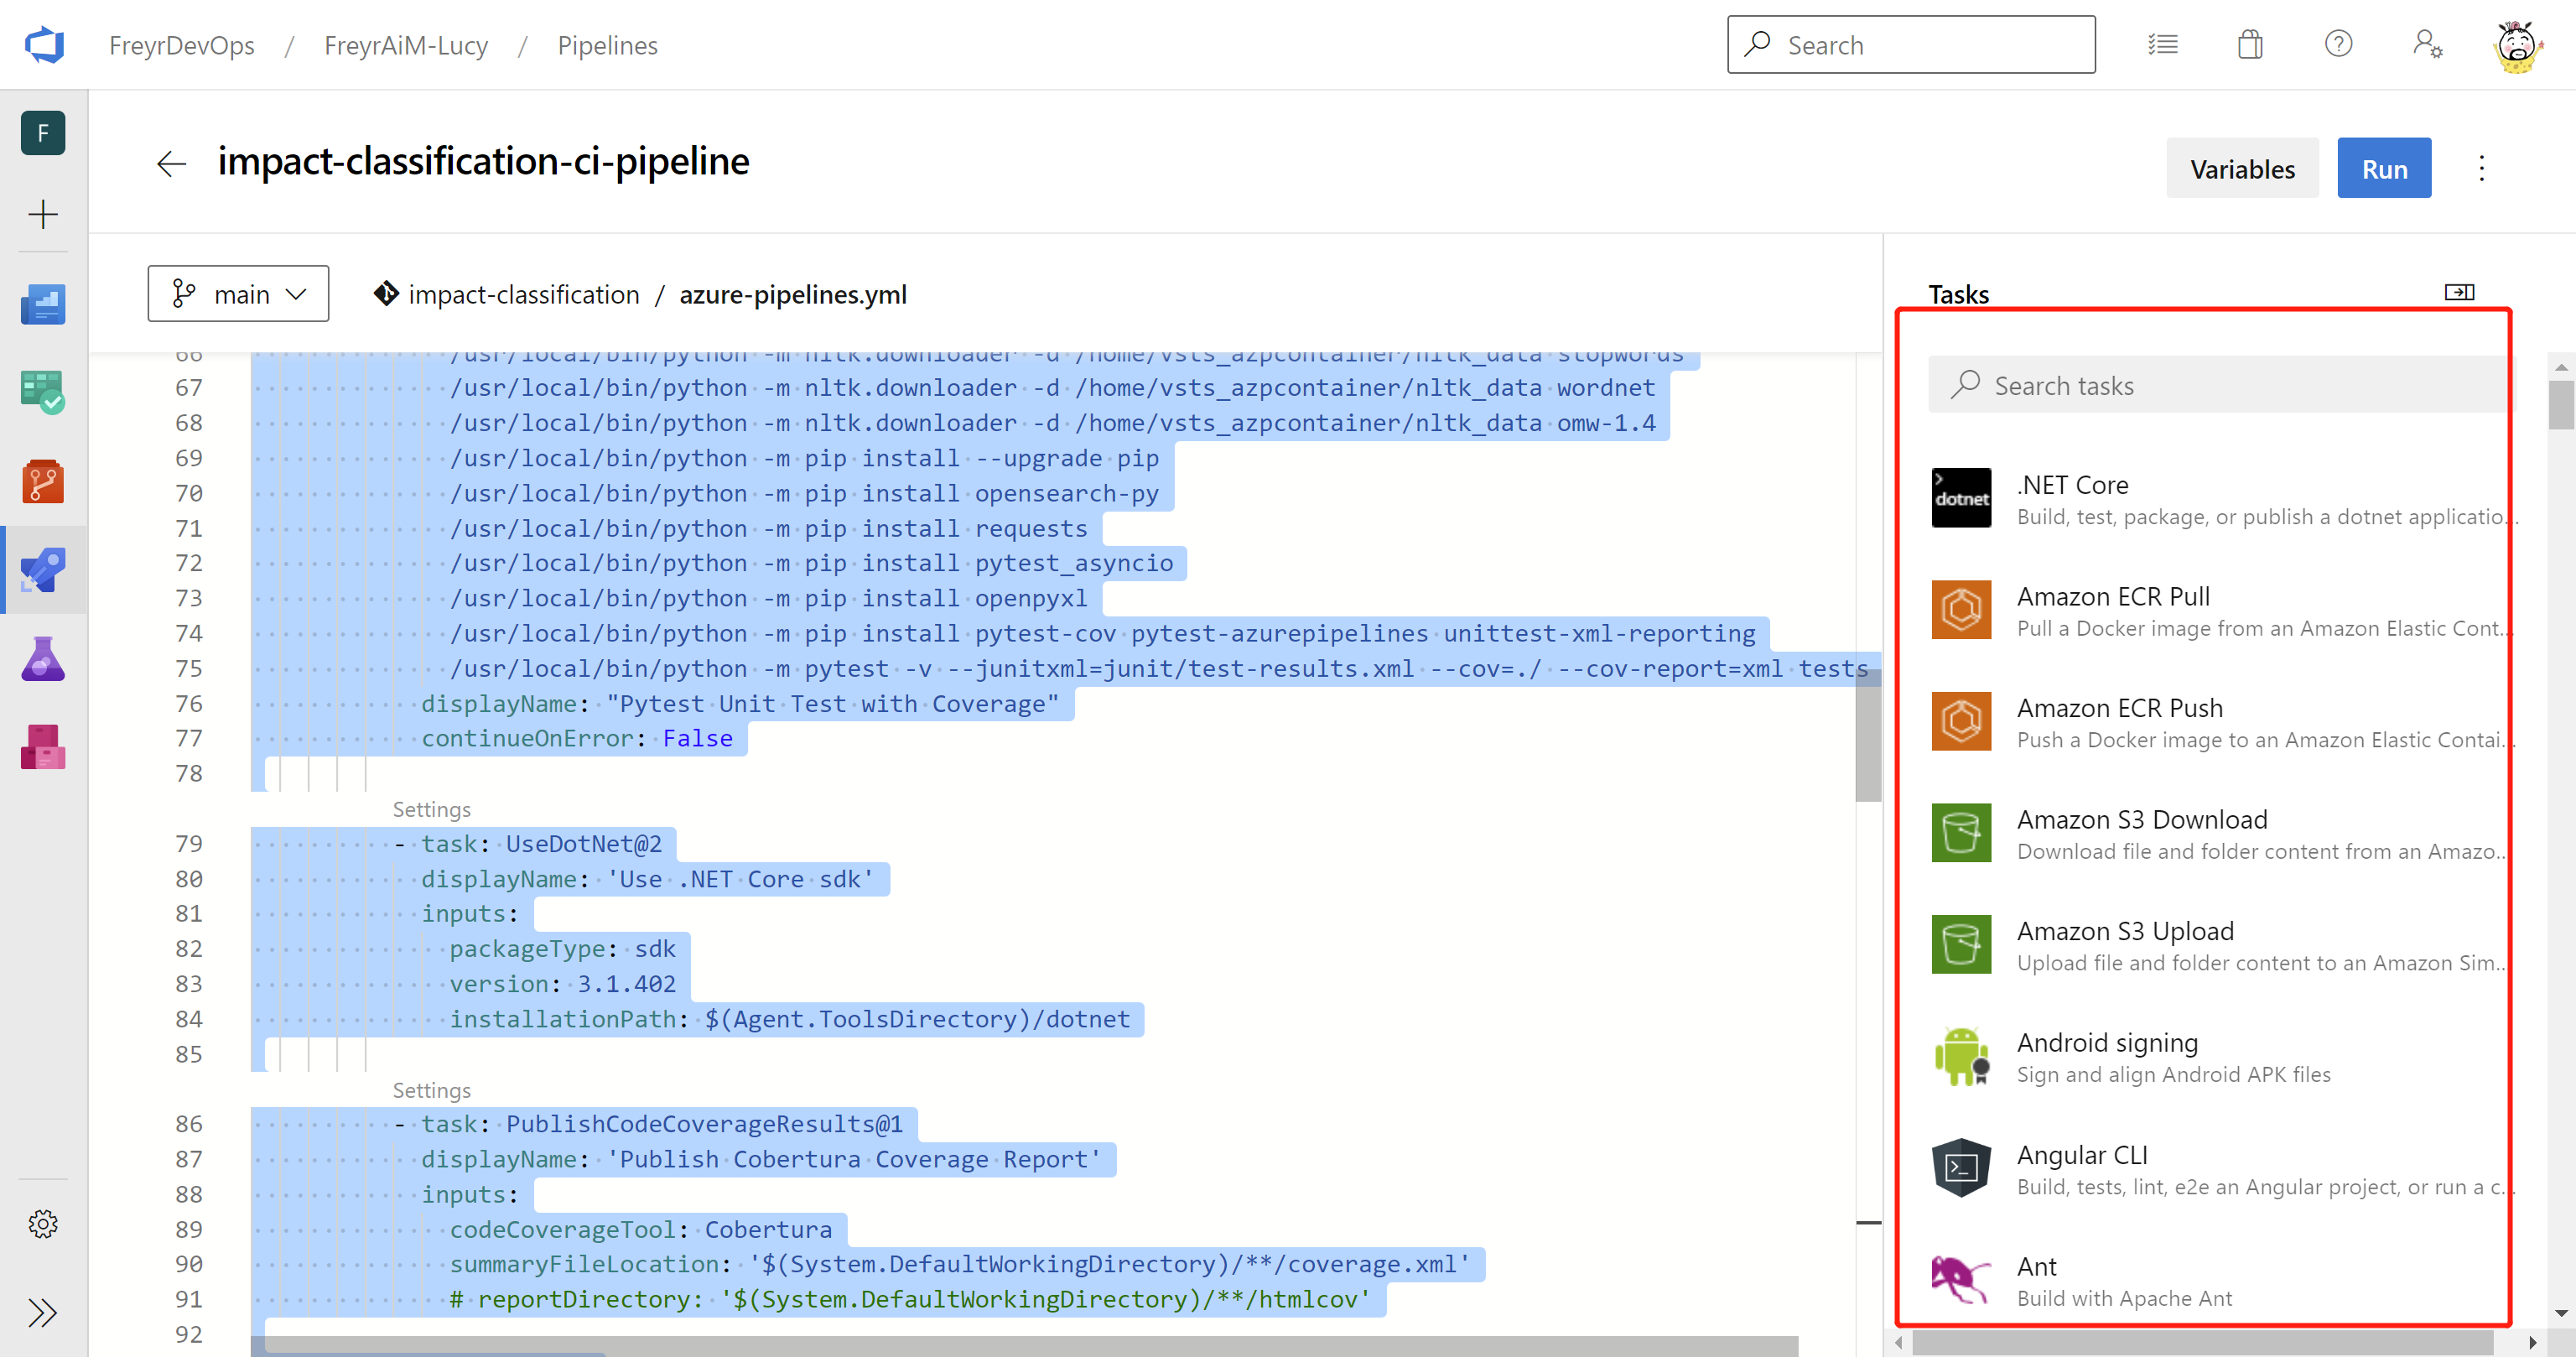 FreyrDevOps / FreyrAiM-Lucy / Pipelines
Search
F
impact-classification-ci-pipeline
Variables
Run
main
impact-classification / azure-pipelines.yml
66 /usr/local/bin/python -m nltk.downloader -d /home/vsts_azpcontainer/nltk_data stopwords
67 /usr/local/bin/python -m nltk.downloader -d /home/vsts_azpcontainer/nltk_data wordnet
68 /usr/local/bin/python -m nltk.downloader -d /home/vsts_azpcontainer/nltk_data omw-1.4
69 /usr/local/bin/python -m pip install --upgrade pip
70 /usr/local/bin/python -m pip install opensearch-py
71 /usr/local/bin/python -m pip install requests
72 /usr/local/bin/python -m pip install pytest_asyncio
73 /usr/local/bin/python -m pip install openpyxl
74 /usr/local/bin/python -m pip install pytest-cov pytest-azurepipelines unittest-xml-reporting
75 /usr/local/bin/python -m pytest -v --junitxml=junit/test-results.xml --cov=./ --cov-report=xml tests
76 displayName: "Pytest Unit Test with Coverage"
77 continueOnError: False
78
Settings
79 - task: UseDotNet@2
80 displayName: 'Use .NET Core sdk'
81 inputs:
82 packageType: sdk
83 version: 3.1.402
84 installationPath: $(Agent.ToolsDirectory)/dotnet
85
Settings
86 - task: PublishCodeCoverageResults@1
87 displayName: 'Publish Cobertura Coverage Report'
88 inputs:
89 codeCoverageTool: Cobertura
90 summaryFileLocation: '$(System.DefaultWorkingDirectory)/**/coverage.xml'
91 # reportDirectory: '$(System.DefaultWorkingDirectory)/**/htmlcov'
92
Tasks
Search tasks
dotnet
.NET Core
Build, test, package, or publish a dotnet applicatio...
Amazon ECR Pull
Pull a Docker image from an Amazon Elastic Cont...
Amazon ECR Push
Push a Docker image to an Amazon Elastic Contai...
Amazon S3 Download
Download file and folder content from an Amazo...
Amazon S3 Upload
Upload file and folder content to an Amazon Sim...
Android signing
Sign and align Android APK files
Angular CLI
Build, tests, lint, e2e an Angular project, or run a c...
Ant
Build with Apache Ant